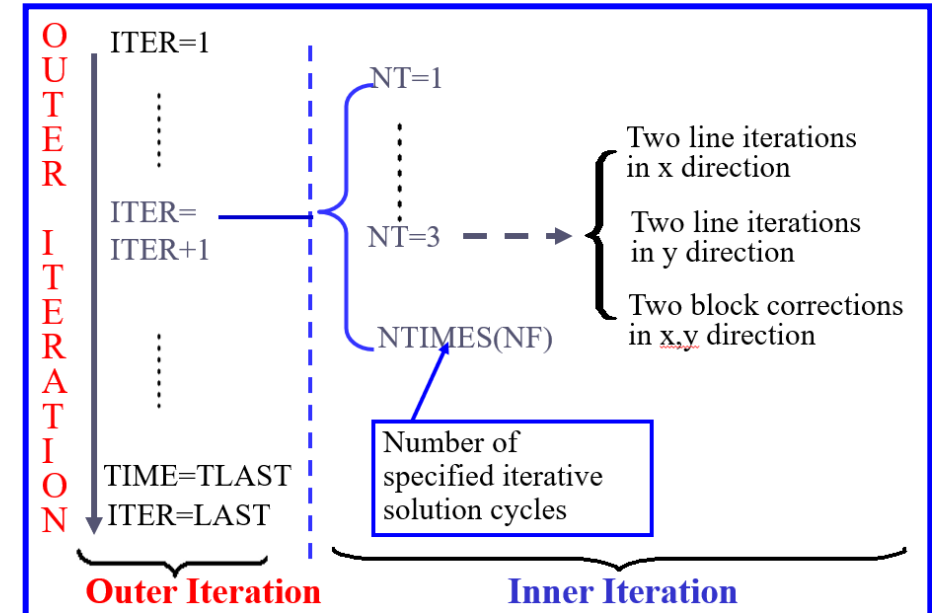 OUTER ITERATION
ITER=1
ITER=
ITER+1
TIME=TLAST
ITER=LAST
Outer Iteration
NT=1
NT=3
NTIMES(NF)
Number of
specified iterative
solution cycles
Two line iterations
in x direction
Two line iterations
in y direction
Two block corrections
in x,y direction
Inner Iteration